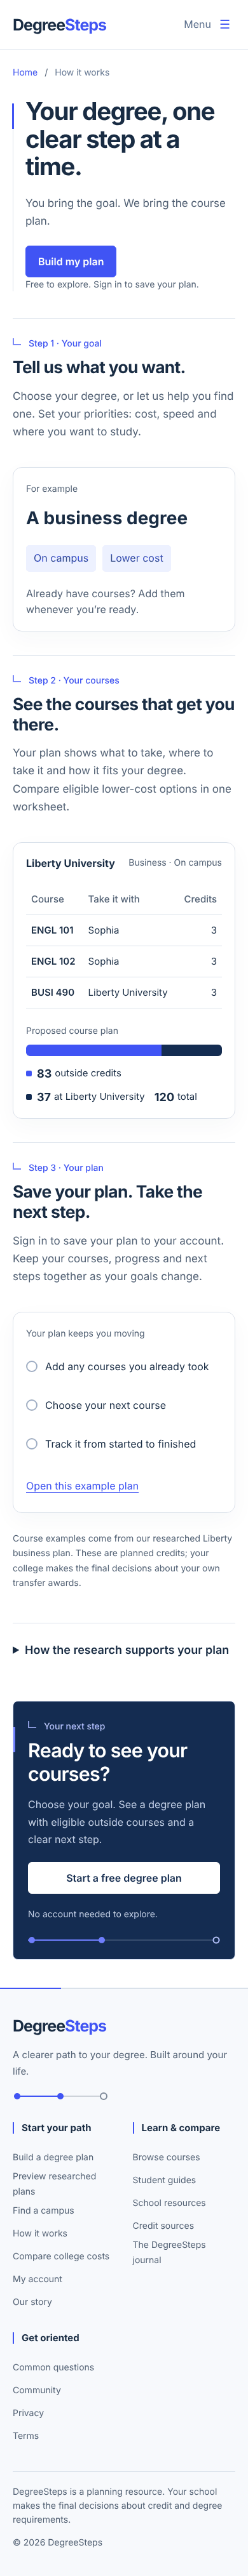 DegreeSteps
Menu
Home / How it works
Your degree, one
clear step at a
time.
You bring the goal. We bring the course
plan.
Build my plan
Free to explore. Sign in to save your plan.
Step 1 · Your goal
Tell us what you want.
Choose your degree, or let us help you find
one. Set your priorities: cost, speed and
where you want to study.
For example
A business degree
On campus Lower cost
Already have courses? Add them
whenever you're ready.
Step 2 · Your courses
See the courses that get you
there.
Your plan shows what to take, where to
take it and how it fits your degree.
Compare eligible lower-cost options in one
worksheet.
Liberty University Business · On campus
Course Take it with Credits
ENGL 101 Sophia 3
ENGL 102 Sophia 3
BUSI 490 Liberty University 3
Proposed course plan
83 outside credits
37 at Liberty University 120 total
Step 3 · Your plan
Save your plan. Take the
next step.
Sign in to save your plan to your account.
Keep your courses, progress and next
steps together as your goals change.
Your plan keeps you moving
Add any courses you already took
Choose your next course
Track it from started to finished
Open this example plan
Course examples come from our researched Liberty
business plan. These are planned credits; your
college makes the final decisions about your own
transfer awards.
How the research supports your plan
Your next step
Ready to see your
courses?
Choose your goal. See a degree plan
with eligible outside courses and a
clear next step.
Start a free degree plan
No account needed to explore.
DegreeSteps
A clearer path to your degree. Built around your
life.
Start your path
Build a degree plan
Preview researched
plans
Find a campus
How it works
Compare college costs
My account
Our story
Learn & compare
Browse courses
Student guides
School resources
Credit sources
The DegreeSteps
journal
Get oriented
Common questions
Community
Privacy
Terms
DegreeSteps is a planning resource. Your school
makes the final decisions about credit and degree
requirements.
© 2026 DegreeSteps